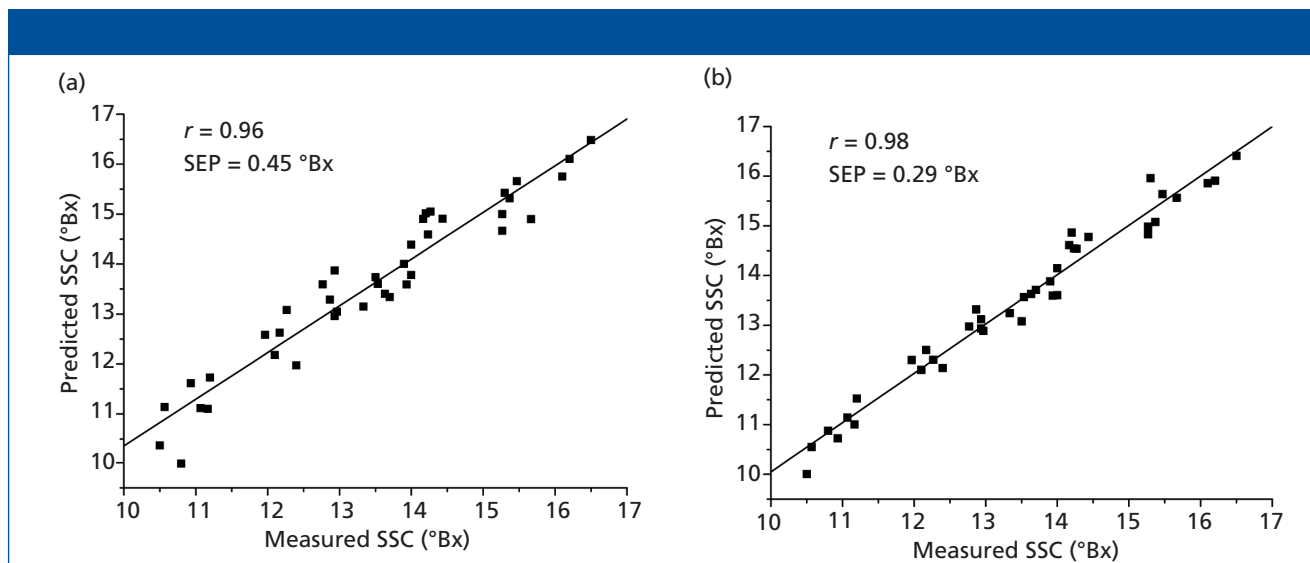 (a)
r = 0.96
SEP = 0.45 °Bx
Predicted SSC (°Bx)
17
16
15
14
13
12
11
10
10 11 12 13 14 15 16 17
Measured SSC (°Bx)
(b)
r = 0.98
SEP = 0.29 °Bx
Predicted SSC (°Bx)
17
16
15
14
13
12
11
10
10 11 12 13 14 15 16 17
Measured SSC (°Bx)